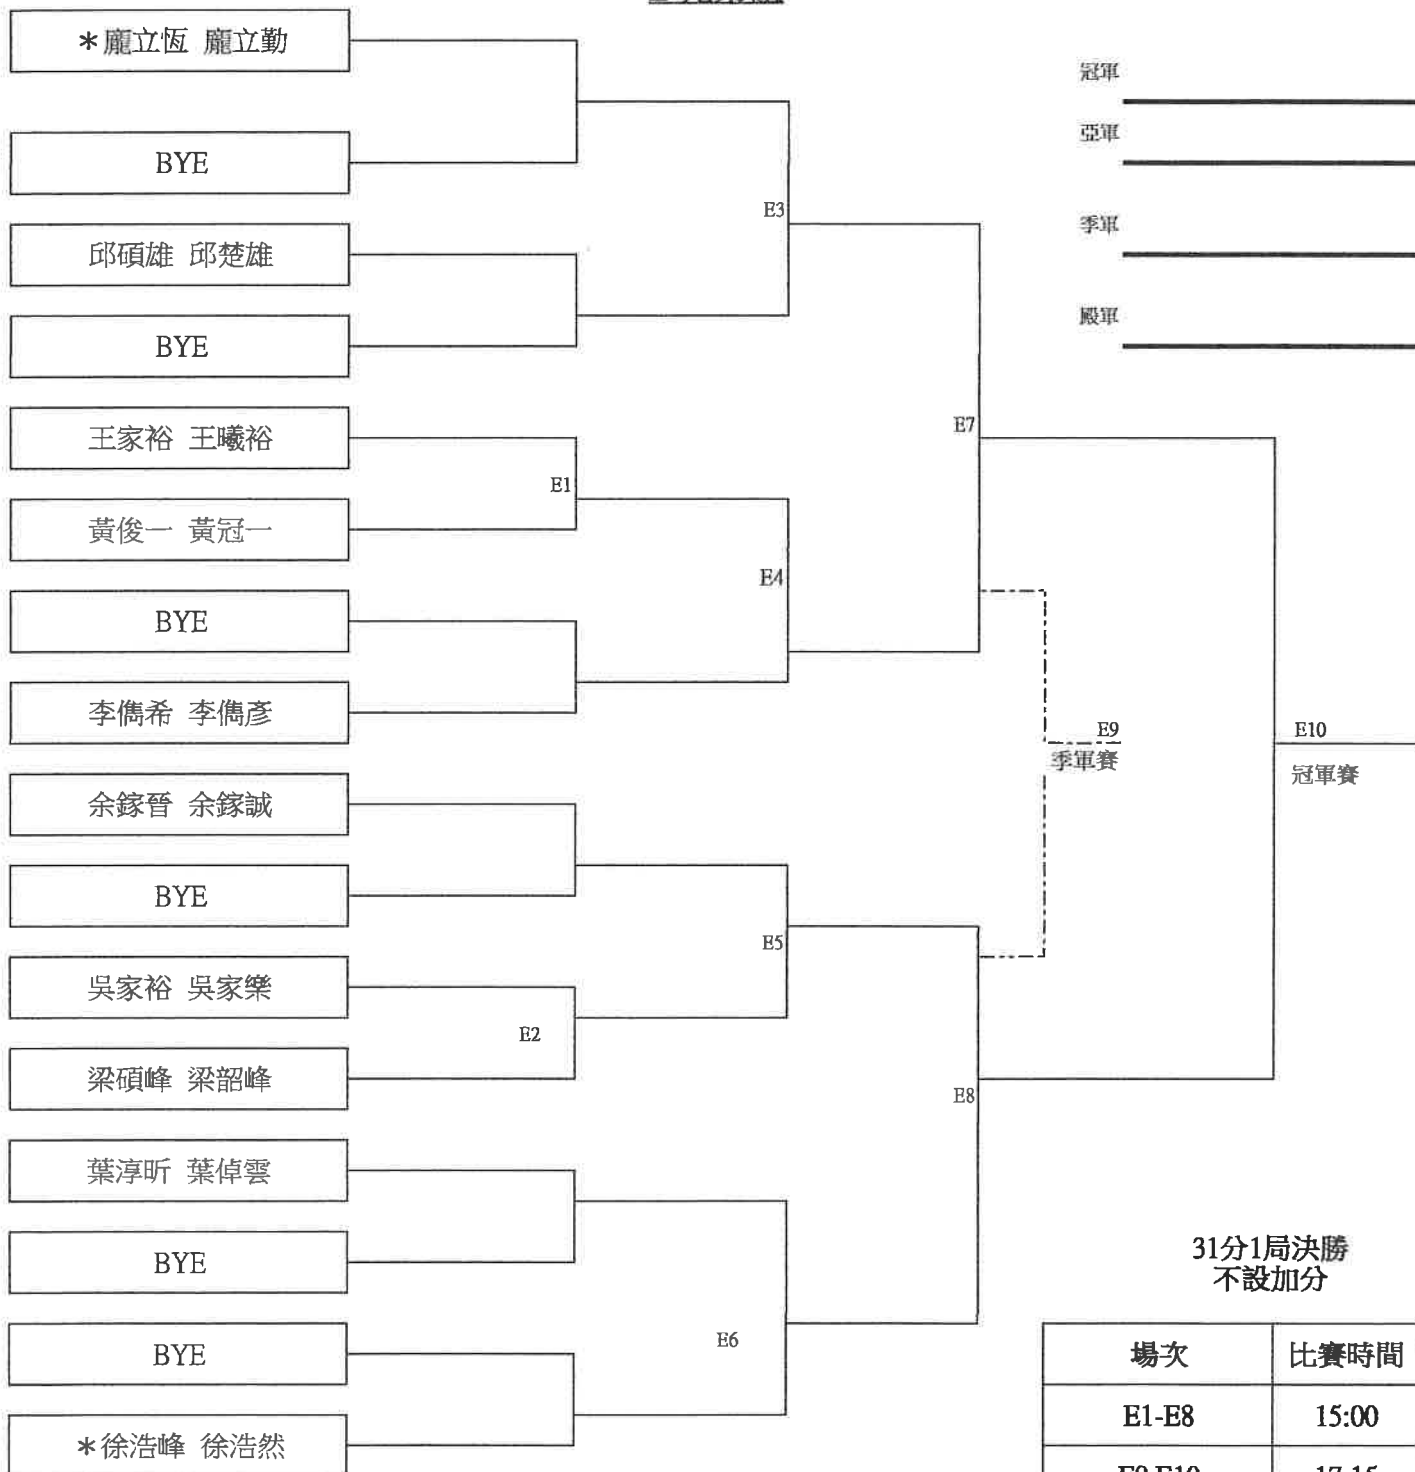 *龐立恆 龐立勤
BYE
邱碩雄 邱楚雄
BYE
王家裕 王曦裕
黃俊一 黃冠一
BYE
李儁希 李儁彥
余鎵晉 余鎵誠
BYE
吳家裕 吳家樂
梁碩峰 梁韶峰
葉淳昕 葉倬雲
BYE
BYE
*徐浩峰 徐浩然
E1
E2
E3
E4
E5
E6
E7
E8
E9
季軍賽
E10
冠軍賽
冠軍
亞軍
季軍
殿軍
31分1局決勝
不設加分
場次 比賽時間
E1-E8 15:00